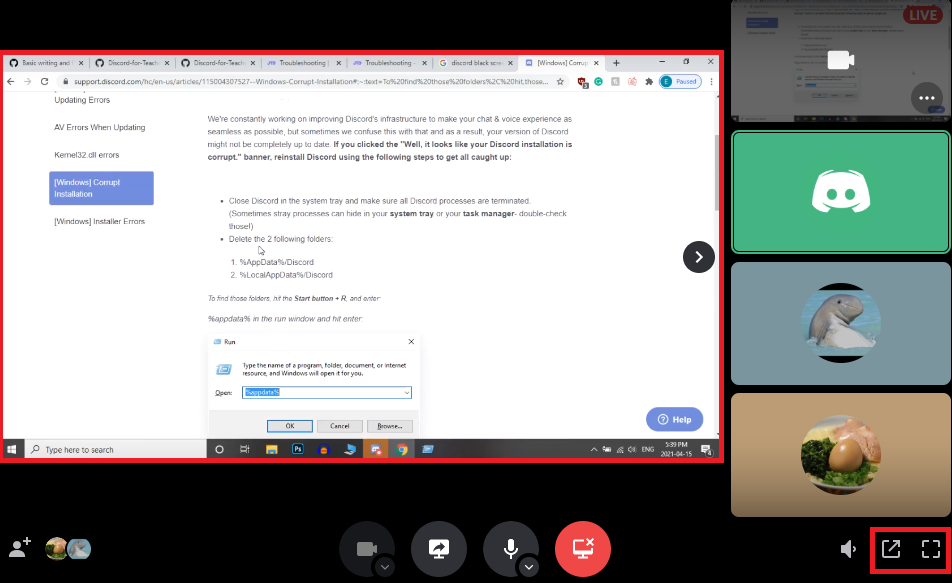 Basic writing and
Discord-for-Teach
Discord-for-Teach
Troubleshooting |
Troubleshooting -
discord black scre
[Windows] Corrup
support.discord.com/hc/en-us/articles/115004307527--Windows-Corrupt-Installation#:~:text=To%20find%20those%20folders%2C%20hit,those...
Paused
LIVE
Updating Errors
AV Errors When Updating
Kernel32.dll errors
[Windows] Corrupt
Installation
[Windows] Installer Errors
We're constantly working on improving Discord's infrastructure to make your chat & voice experience as
seamless as possible, but sometimes we confuse this with that and as a result, your version of Discord
might not be completely up to date. If you clicked the "Well, it looks like your Discord installation is
corrupt." banner, reinstall Discord using the following steps to get all caught up:
• Close Discord in the system tray and make sure all Discord processes are terminated.
(Sometimes stray processes can hide in your system tray or your task manager- double-check
those!)
• Delete the 2 following folders:
1. %AppData%/Discord
2. %LocalAppData%/Discord
To find those folders, hit the Start button + R, and enter:
%appdata% in the run window and hit enter:
Run
Type the name of a program, folder, document, or Internet
resource, and Windows will open it for you.
Open:
%appdata%
OK
Cancel
Browse...
Help
Type here to search
Ps
ENG
5:39 PM
2021-04-15